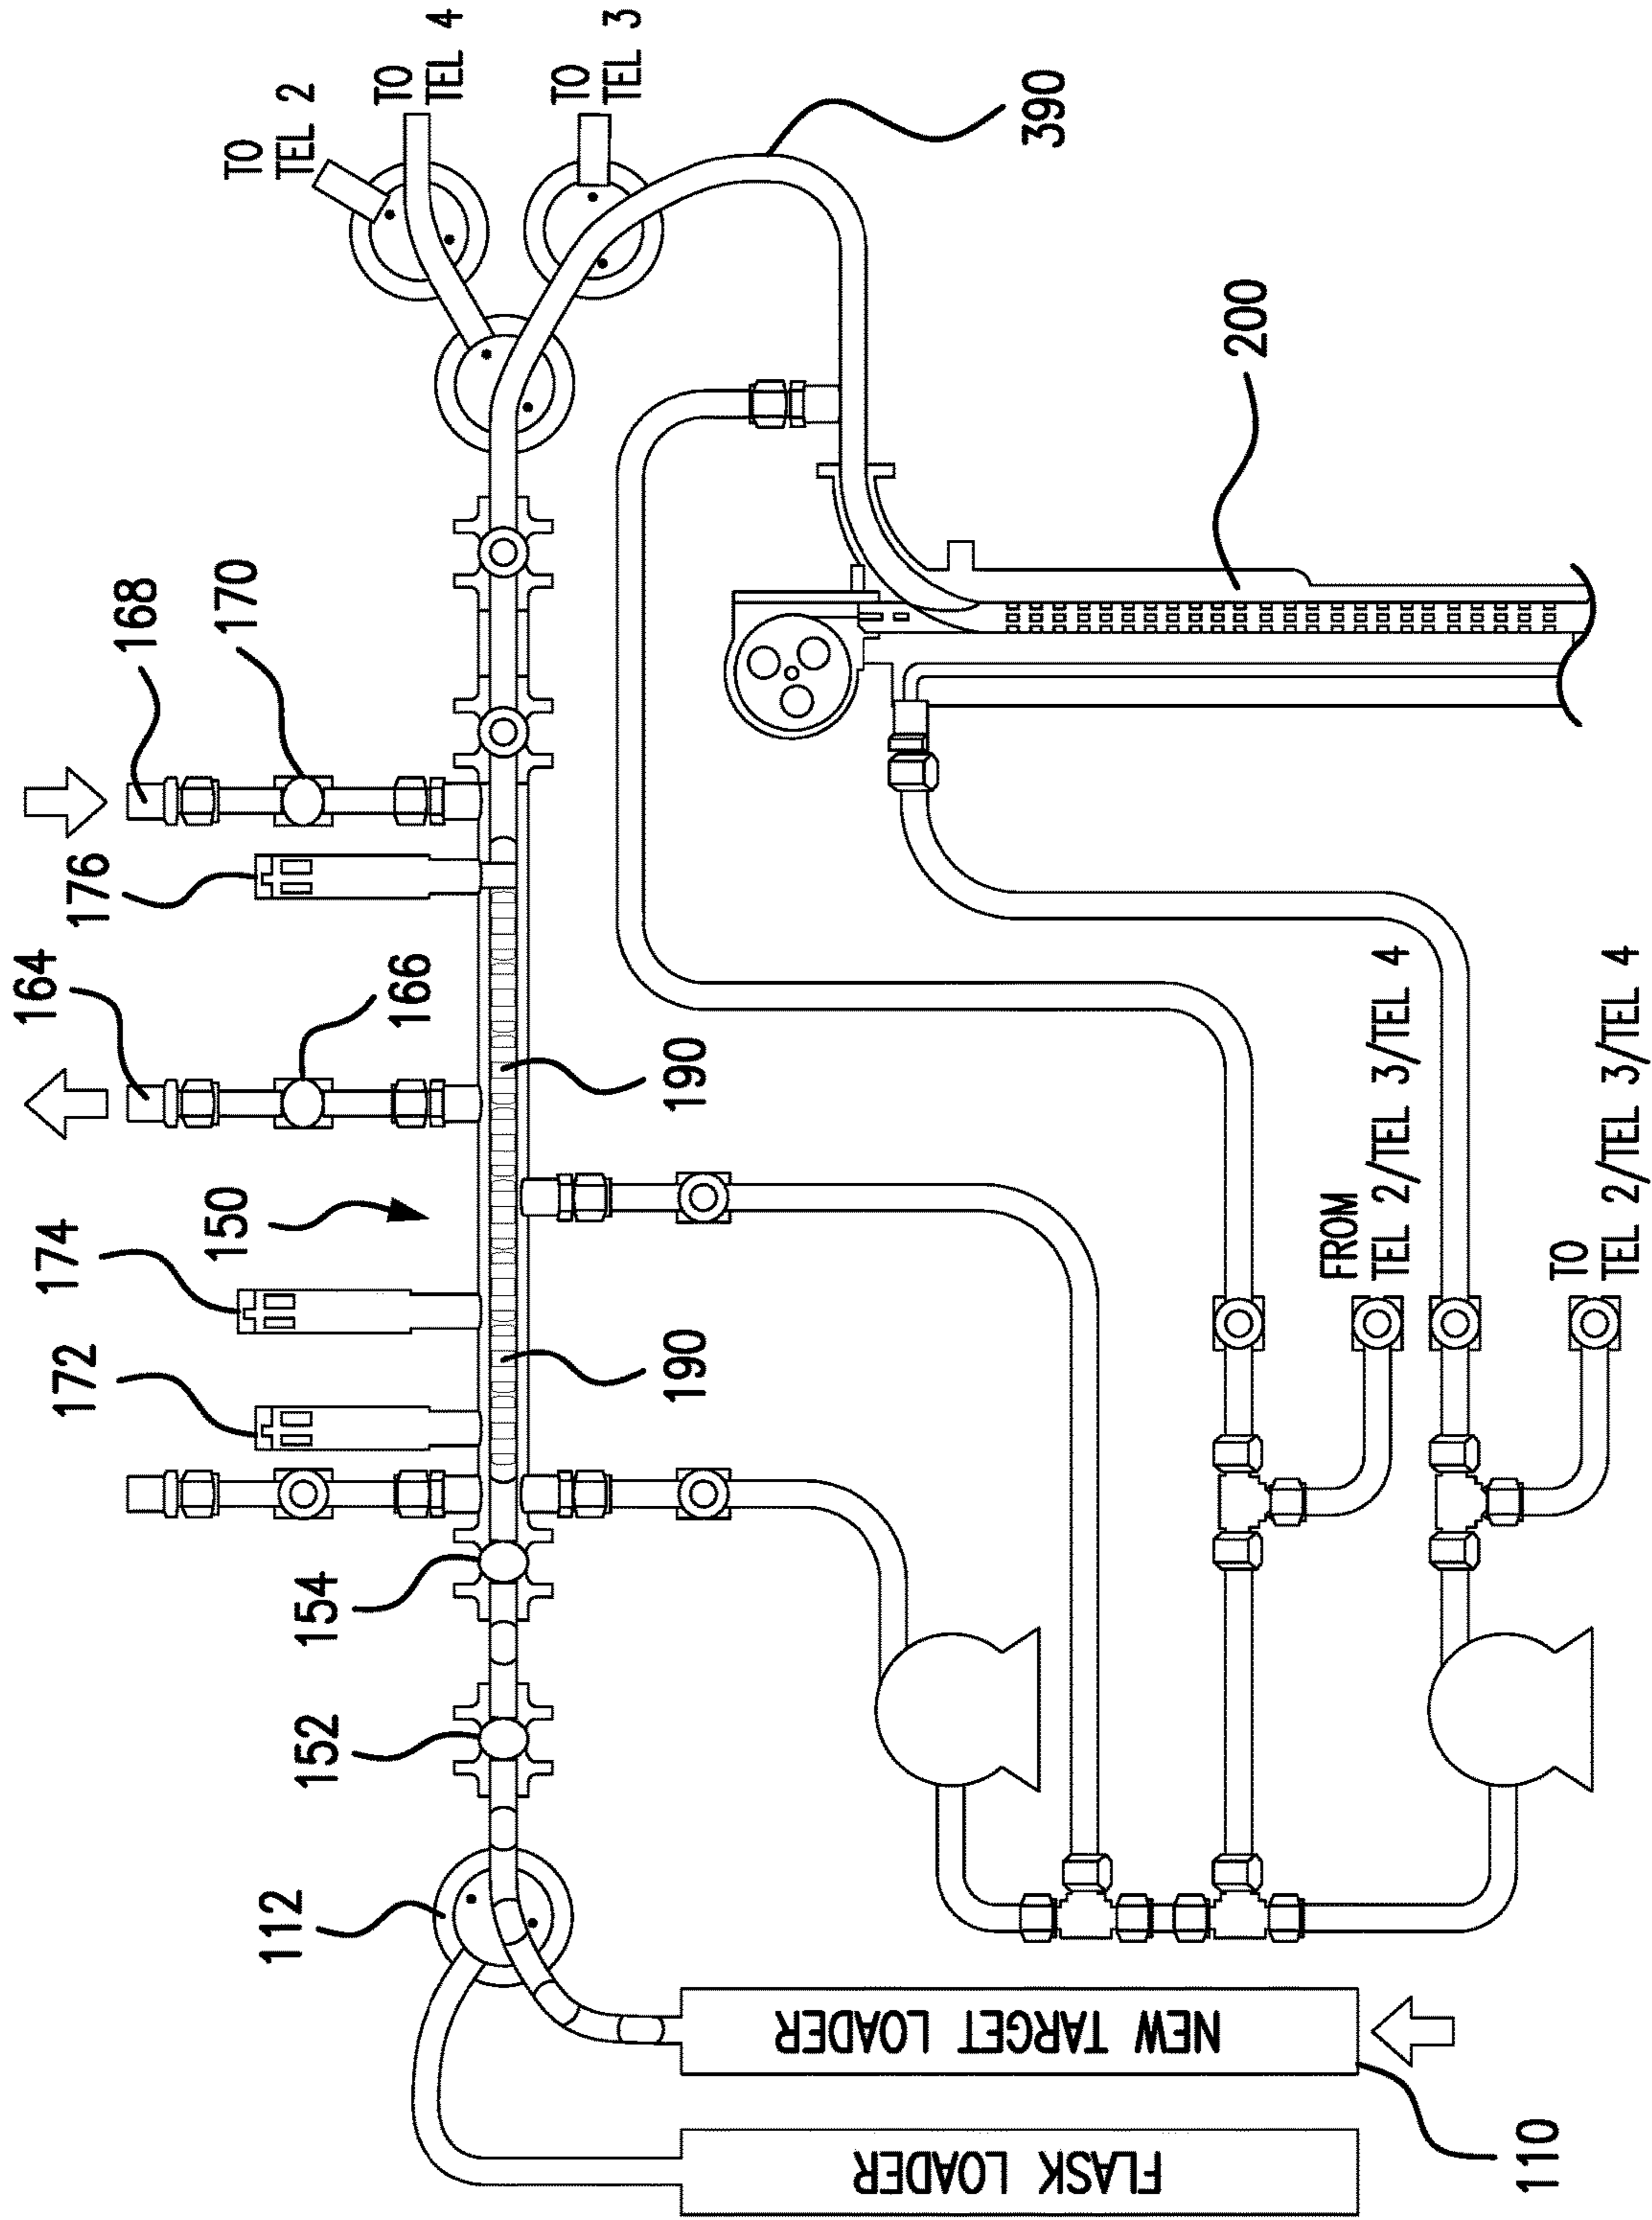 FLASK LOADER
NEW TARGET LOADER
110
112
152
154
172
174
150
164
166
176
168
170
190
190
TO
TEL 2
TO
TEL 4
TO
TEL 3
390
200
FROM
TEL 2/TEL 3/TEL 4
TO
TEL 2/TEL 3/TEL 4